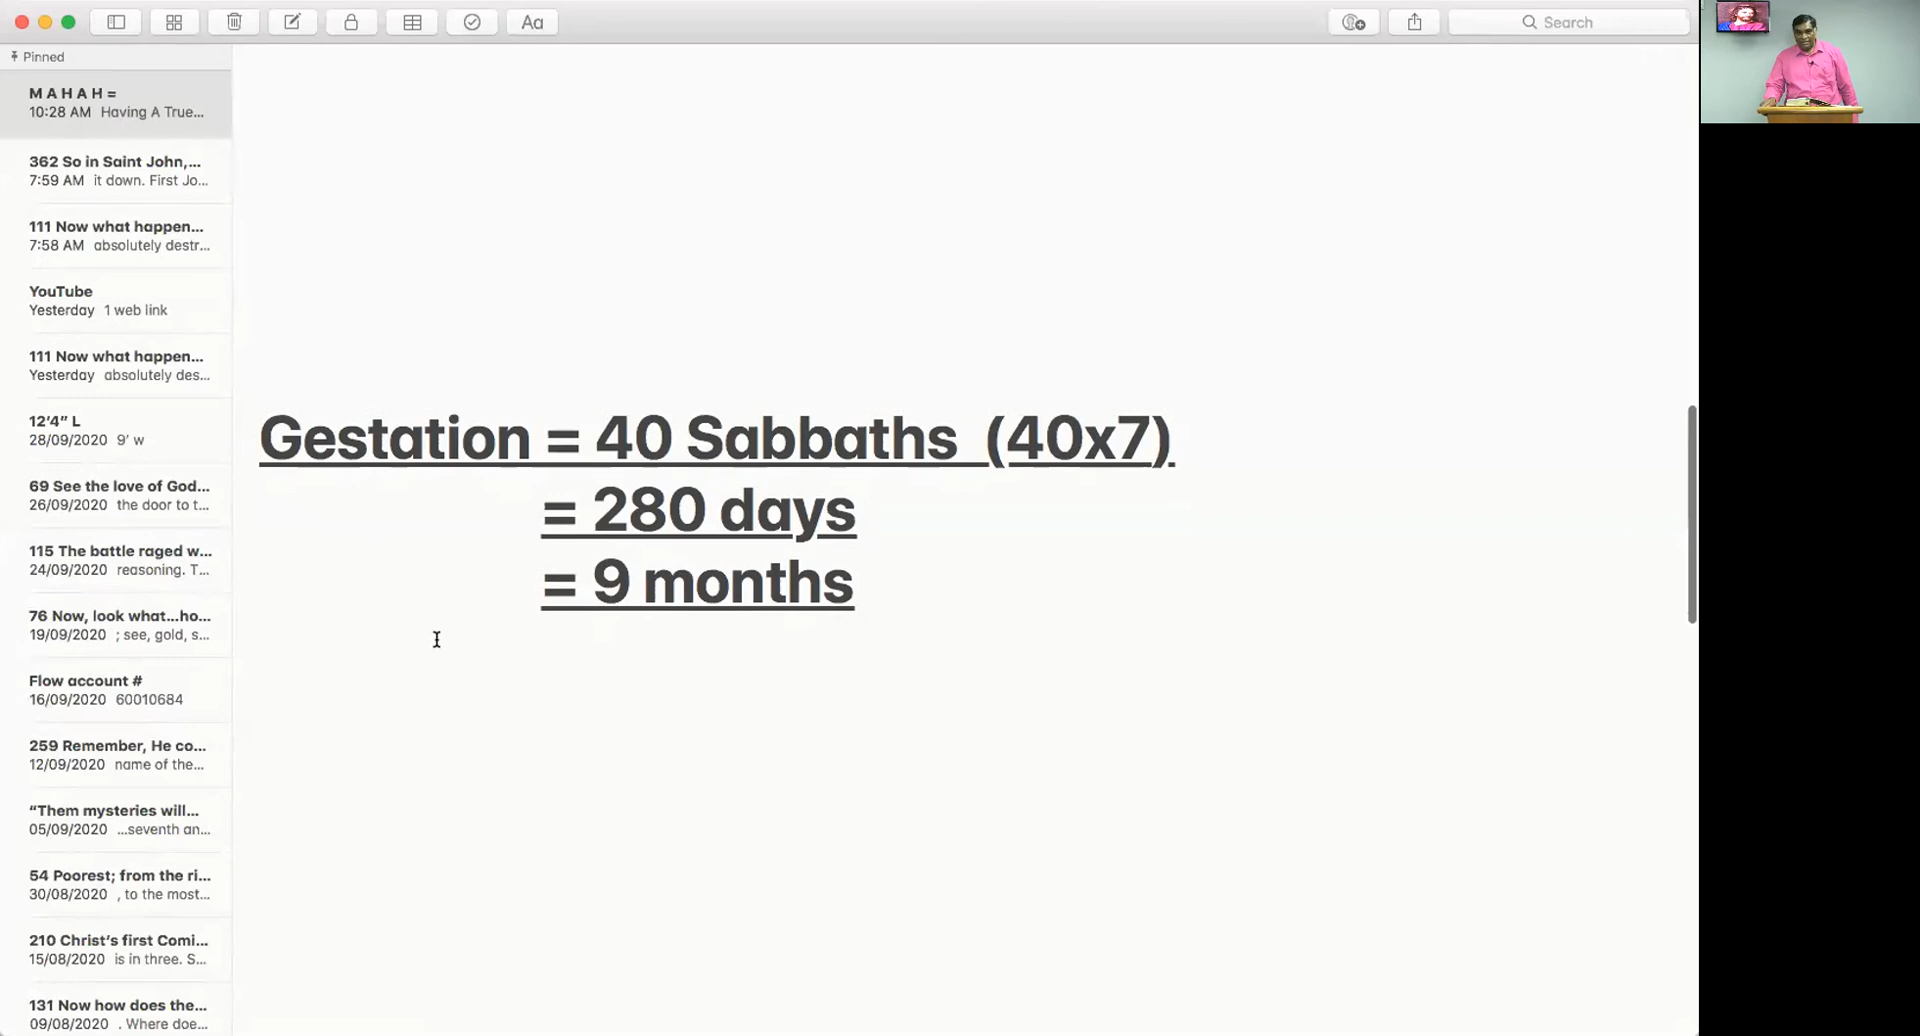 Aa
Search
Pinned
M A H A H =
10:28 AM Having A True...
362 So in Saint John,...
7:59 AM it down. First Jo...
111 Now what happen...
7:58 AM absolutely destr...
YouTube
Yesterday 1 web link
111 Now what happen...
Yesterday absolutely des...
12’4” L
28/09/2020 9’ w
69 See the love of God...
26/09/2020 the door to t...
115 The battle raged w...
24/09/2020 reasoning. T...
76 Now, look what...ho...
19/09/2020 ; see, gold, s...
Flow account #
16/09/2020 60010684
259 Remember, He co...
12/09/2020 name of the...
“Them mysteries will...
05/09/2020 ...seventh an...
54 Poorest; from the ri...
30/08/2020 , to the most...
210 Christ’s first Comi...
15/08/2020 is in three. S...
131 Now how does the...
09/08/2020 . Where doe...
Gestation = 40 Sabbaths (40x7)
= 280 days
= 9 months